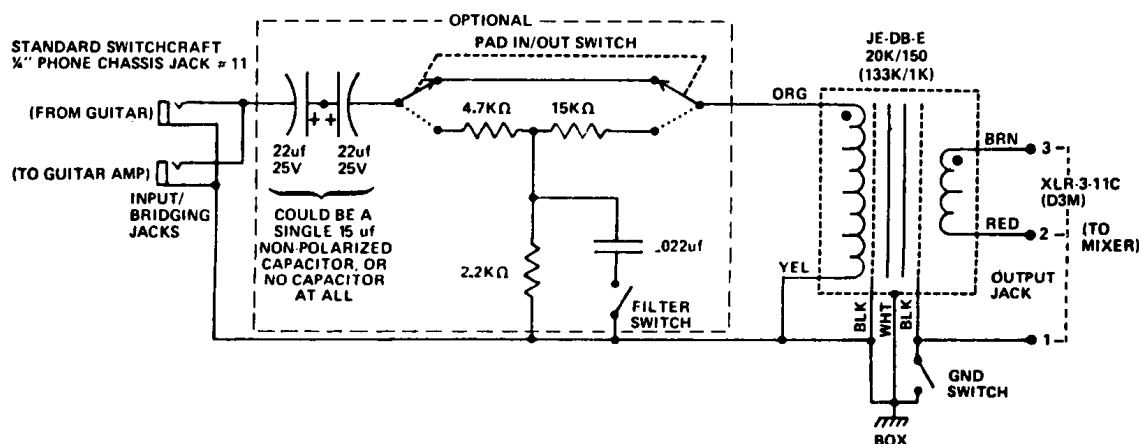 OPTIONAL
STANDARD SWITCHCRAFT
¼" PHONE CHASSIS JACK # 11
(FROM GUITAR)
(TO GUITAR AMP)
INPUT/
BRIDGING
JACKS
22uf
25V
+
+
22uf
25V
COULD BE A
SINGLE 15 uf
NON-POLARIZED
CAPACITOR, OR
NO CAPACITOR
AT ALL
PAD IN/OUT SWITCH
4.7KΩ
15KΩ
2.2KΩ
.022uf
FILTER
SWITCH
JE-DB-E
20K/150
(133K/1K)
ORG
YEL
BRN
RED
BLK
WHT
BLK
3
2
1
XLR-3-11C
(D3M)
(TO
MIXER)
OUTPUT
JACK
GND
SWITCH
BOX